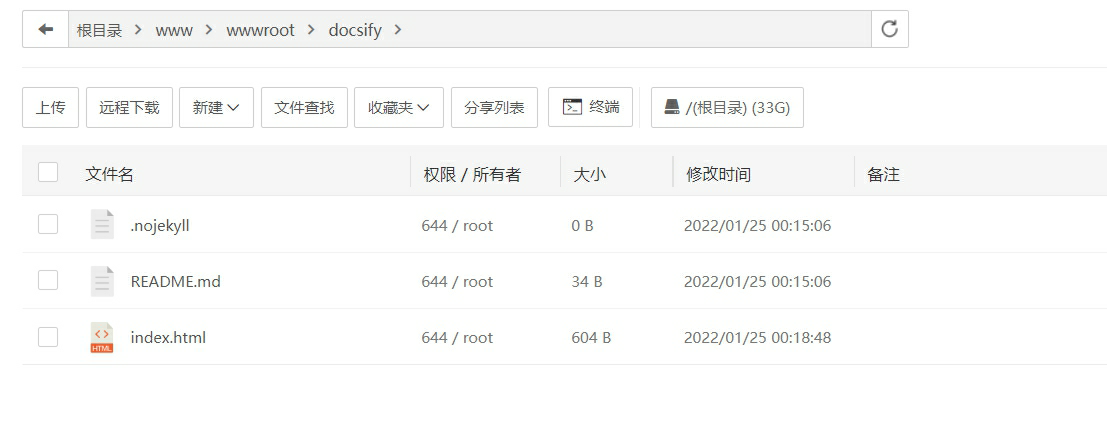 根目录 > www > wwwroot > docsify >
上传 远程下载 新建 文件查找 收藏夹 分享列表 终端 /(根目录) (33G)
文件名 权限 / 所有者 大小 修改时间 备注
.nojekyll 644 / root 0 B 2022/01/25 00:15:06
README.md 644 / root 34 B 2022/01/25 00:15:06
HTML index.html 644 / root 604 B 2022/01/25 00:18:48